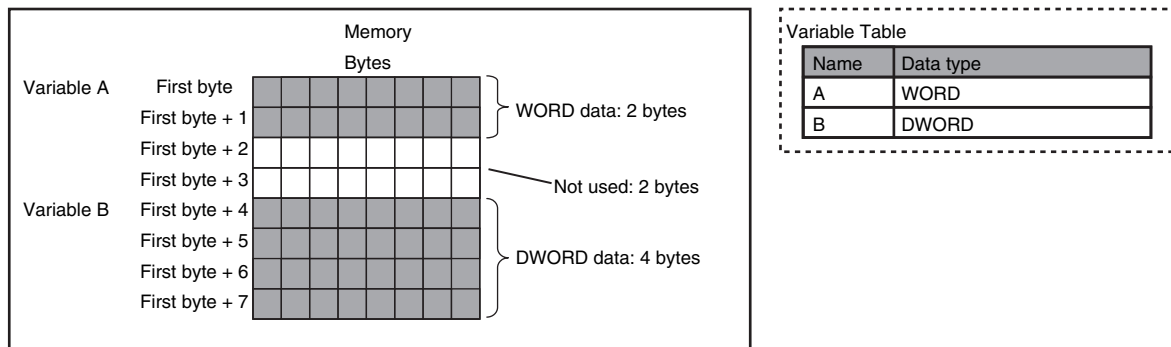 Memory
Bytes
Variable A
First byte
First byte + 1
WORD data: 2 bytes
First byte + 2
First byte + 3
Not used: 2 bytes
Variable B
First byte + 4
First byte + 5
First byte + 6
First byte + 7
DWORD data: 4 bytes
Variable Table
Name Data type
A WORD
B DWORD